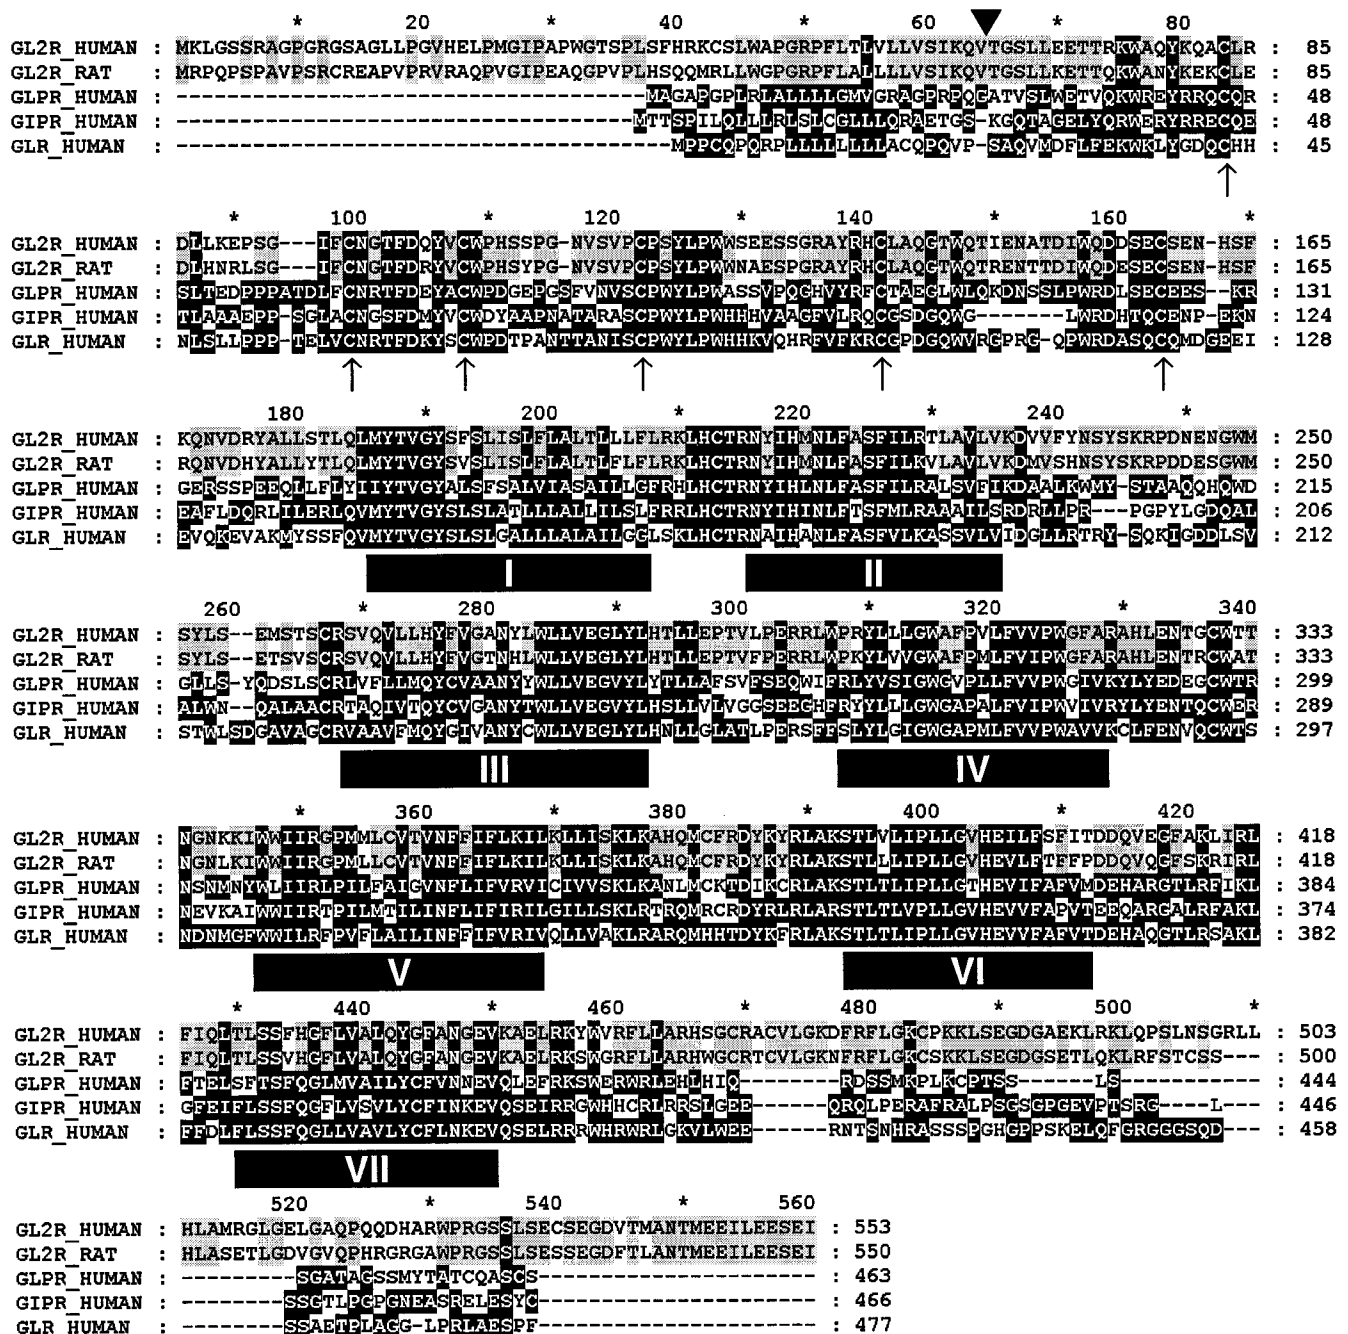 * 20 * 40 * 60 * 80
GL2R_HUMAN : MKLGSSRAGPGRGSAGLLPGVHELPMGIPAPWGTSPLSFHRKCSLWAPGRPFLTLVLLVSIKQVTGSLLEETTRKWAQYKQACLR : 85
GL2R_RAT : MRPQPSPAVPSRCREAPVPRVRAQPVGIPEAQGPVPLHSQQMRLLWGPGRPFLALLLLVSIKQVTGSLLKETTQKWANYKEKCLE : 85
GLPR_HUMAN : -------------------------------------MAGAPGPLRLALLLLGMVGRAGPRPQGATVSLWETVQKWREYRRQCQR : 48
GIPR_HUMAN : ------------------------------------MTTSPILQLLLRLSLCGLLLQRAETGS-KGQTAGELYQRWERYRRECQE : 48
GLR_HUMAN : ---------------------------------------MPPCQPQRPLLLLLLLLACQPQVP-SAQVMDFLFEKWKLYGDQCHH : 45
* 100 * 120 * 140 * 160 *
GL2R_HUMAN : DLLKEPSG---IFCNGTFDQYVCWPHSSPG-NVSVPCPSYLPWWSEESSGRAYRHCLAQGTWQTIENATDIWQDDSECSEN-HSF : 165
GL2R_RAT : DLHNRLSG---IFCNGTFDRYVCWPHSYPG-NVSVPCPSYLPWWNAESPGRAYRHCLAQGTWQTRENTTDIWQDESECSEN-HSF : 165
GLPR_HUMAN : SLTEDPPPATDLFCNRTFDEYACWPDGEPGSFVNVSCPWYLPWASSVPQGHVYRFCTAEGLWLQKDNSSLPWRDLSECEES--KR : 131
GIPR_HUMAN : TLAAAEPP-SGLACNGSFDMYVCWDYAAPNATARASCPWYLPWHHHVAAGFVLRQCGSDGQWG-------LWRDHTQCENP-EKN : 124
GLR_HUMAN : NLSLLPPP-TELVCNRTFDKYSCWPDTPANTTANISCPWYLPWHHKVQHRFVFKRCGPDGQWVRGPRG-QPWRDASQCQMDGEEI : 128
180 * 200 * 220 * 240 *
GL2R_HUMAN : KQNVDRYALLSTLQLMYTVGYSFSLISLFLALTLLLFLRKLHCTRNYIHMNLFASFILRTLAVLVKDVVFYNSYSKRPDNENGWM : 250
GL2R_RAT : RQNVDHYALLYTLQLMYTVGYSVSLISLFLALTLFLFLRKLHCTRNYIHMNLFASFILKVLAVLVKDMVSHNSYSKRPDDESGWM : 250
GLPR_HUMAN : GERSSPEEQLLFLYIIYTVGYALSFSALVIASAILLGFRHLHCTRNYIHLNLFASFILRALSVFIKDAALKWMY-STAAQQHQWD : 215
GIPR_HUMAN : EAFLDQRLILERLQVMYTVGYSLSLATLLLALLILSLFRRLHCTRNYIHINLFTSFMLRAAAILSRDRLLPR---PGPYLGDQAL : 206
GLR_HUMAN : EVQKEVAKMYSSFQVMYTVGYSLSLGALLLALAILGGLSKLHCTRNAIHANLFASFVLKASSVLVIDGLLRTRY-SQKIGDDLSV : 212
I II
260 * 280 * 300 * 320 * 340
GL2R_HUMAN : SYLS--EMSTSCRSVQVLLHYFVGANYLWLLVEGLYLHTLLEPTVLPERRLWPRYLLLGWAFPVLFVVPWGFARAHLENTGCWTT : 333
GL2R_RAT : SYLS--ETSVSCRSVQVLLHYFVGTNHLWLLVEGLYLHTLLEPTVFPERRLWPKYLVVGWAFPMLFVIPWGFARAHLENTRCWAT : 333
GLPR_HUMAN : GLLS-YQDSLSCRLVFLLMQYCVAANYYWLLVEGVYLYTLLAFSVFSEQWIFRLYVSIGWGVPLLFVVPWGIVKYLYEDEGCWTR : 299
GIPR_HUMAN : ALWN--QALAACRTAQIVTQYCVGANYTWLLVEGVYLHSLLVLVGGSEEGHFRYYLLLGWGAPALFVIPWVIVRYLYENTQCWER : 289
GLR_HUMAN : STWLSDGAVAGCRVAAVFMQYGIVANYCWLLVEGLYLHNLLGLATLPERSFFSLYLGIGWGAPMLFVVPWAVVKCLFENVQCWTS : 297
III IV
* 360 * 380 * 400 * 420
GL2R_HUMAN : NGNKKIWWIIRGPMMLCVTVNFFIFLKILKLLISKLKAHQMCFRDYKYRLAKSTLVLIPLLGVHEILFSFITDDQVEGFAKLIRL : 418
GL2R_RAT : NGNLKIWWIIRGPMLLCVTVNFFIFLKILKLLISKLKAHQMCFRDYKYRLAKSTLLLIPLLGVHEVLFTFFPDDQVQGFSKRIRL : 418
GLPR_HUMAN : NSNMNYWLIIRLPILFAIGVNFLIFVRVICIVVSKLKANLMCKTDIKCRLAKSTLTLIPLLGTHEVIFAFVMDEHARGTLRFIKL : 384
GIPR_HUMAN : NEVKAIWWIIRTPILMTILINFLIFIRILGILLSKLRTRQMRCRDYRLRLARSTLTLVPLLGVHEVVFAPVTEEQARGALRFAKL : 374
GLR_HUMAN : NDNMGFWWILRFPVFLAILINFFIFVRIVQLLVAKLRARQMHHTDYKFRLAKSTLTLIPLLGVHEVVFAFVTDEHAQGTLRSAKL : 382
V VI
* 440 * 460 * 480 * 500 *
GL2R_HUMAN : FIQLTLSSFHGFLVALQYGFANGEVKAELRKYWVRFLLARHSGCRACVLGKDFRFLGKCPKKLSEGDGAEKLRKLQPSLNSGRLL : 503
GL2R_RAT : FIQLTLSSVHGFLVALQYGFANGEVKAELRKSWGRFLLARHWGCRTCVLGKNFRFLGKCSKKLSEGDGSETLQKLRFSTCSS--- : 500
GLPR_HUMAN : FTELSFTSFQGLMVAILYCFVNNEVQLEFRKSWERWRLEHLHIQ--------RDSSMKPLKCPTSS------LS----------- : 444
GIPR_HUMAN : GFEIFLSSFQGFLVSVLYCFINKEVQSEIRRGWHHCRLRRSLGEE------QRQLPERAFRALPSGSGPGEVPTSRG----L--- : 446
GLR_HUMAN : FFDLFLSSFQGLLVAVLYCFLNKEVQSELRRRWHRWRLGKVLWEE------RNTSNHRASSSPGHGPPSKELQFGRGGGSQD--- : 458
VII
520 * 540 * 560
GL2R_HUMAN : HLAMRGLGELGAQPQQDHARWPRGSSLSECSEGDVTMANTMEEILEESEI : 553
GL2R_RAT : HLASETLGDVGVQPHRGRGAWPRGSSLSESSEGDFTLANTMEEILEESEI : 550
GLPR_HUMAN : ---------SGATAGSSMYTATCQASCS---------------------- : 463
GIPR_HUMAN : --------SSGTLPGPGNEASRELESYC---------------------- : 466
GLR_HUMAN : --------SSAETPLAGG-LPRLAESPF---------------------- : 477